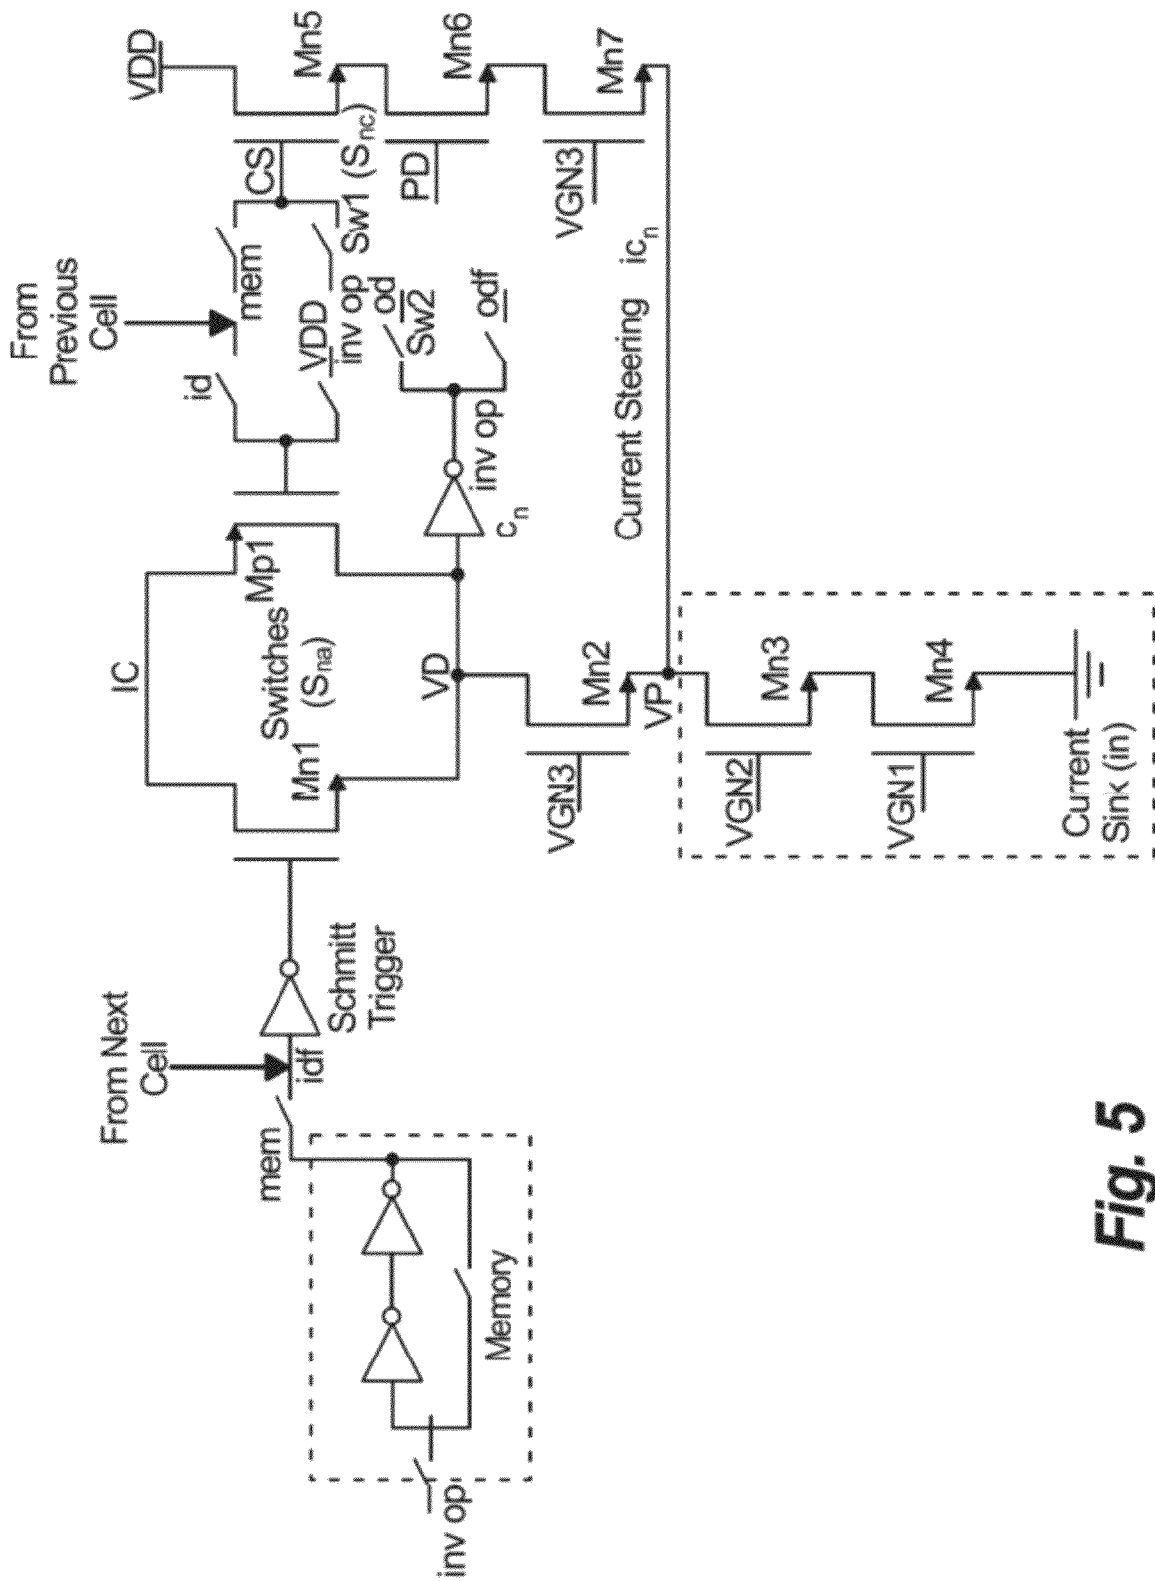 From
Previous
Cell
VDD
Mn5
Mn6
Mn7
CS
Sw1 (Snc)
PD
VGN3
mem
id
VDD
inv op
od
Sw2
odf
inv op
cn
Current Steering icn
IC
Mp1
Switches
(Sna)
Mn1
VD
VGN3
Mn2
VP
VGN2
Mn3
VGN1
Mn4
Current
Sink (in)
From Next
Cell
idf
Schmitt
Trigger
mem
Memory
inv op
Fig. 5